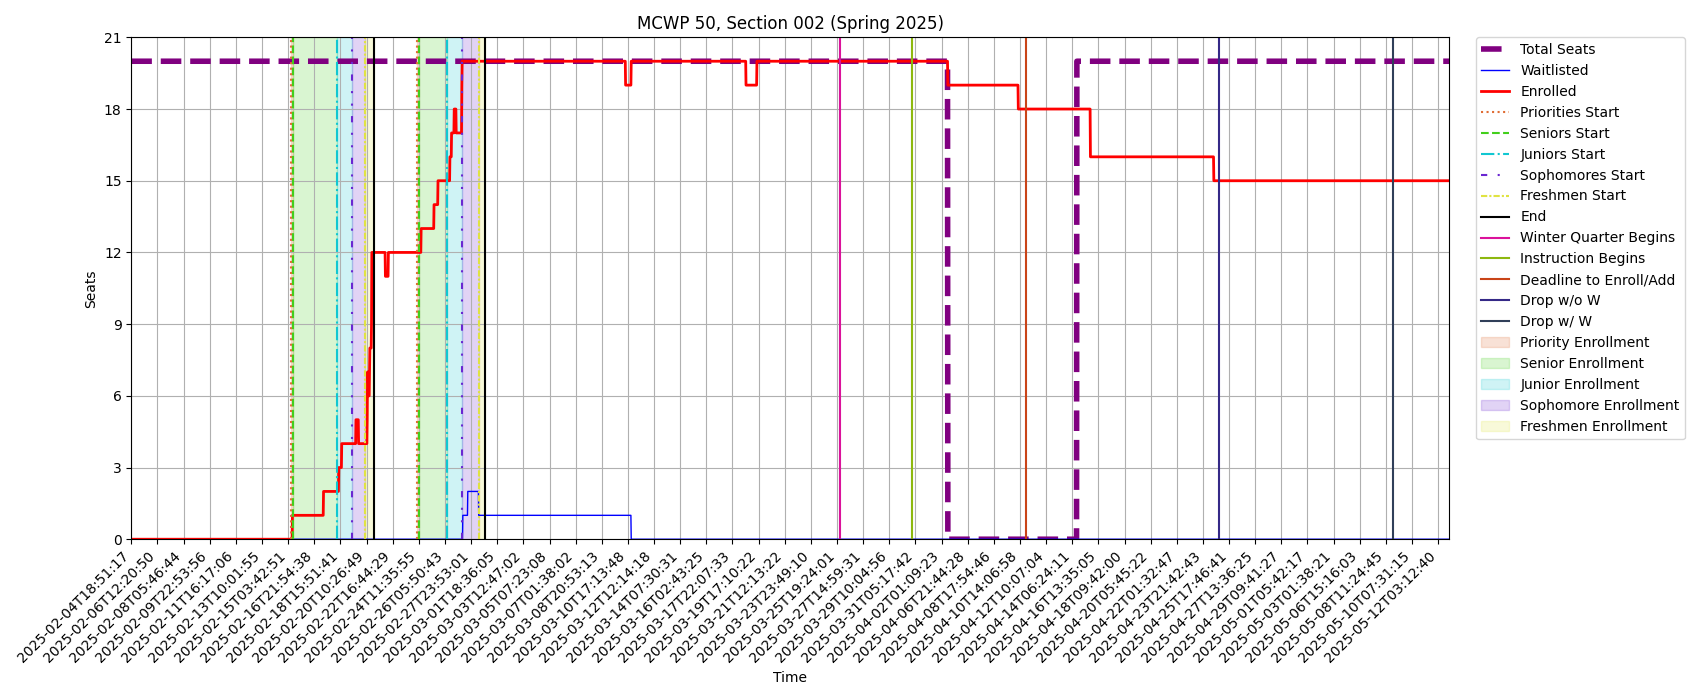 MCWP 50, Section 002 (Spring 2025)
21
18
15
12
9
6
3
0
Seats
2025-02-04T18:51:17
2025-02-06T12:20:50
2025-02-08T05:46:44
2025-02-09T22:53:56
2025-02-11T16:17:06
2025-02-13T10:01:55
2025-02-15T03:42:51
2025-02-16T21:54:38
2025-02-18T15:51:41
2025-02-20T10:26:49
2025-02-22T16:44:29
2025-02-24T11:35:55
2025-02-26T05:50:43
2025-02-27T23:53:01
2025-03-01T18:36:05
2025-03-03T12:47:02
2025-03-05T07:23:08
2025-03-07T01:38:02
2025-03-08T20:53:13
2025-03-10T17:13:48
2025-03-12T12:14:18
2025-03-14T07:30:31
2025-03-16T02:43:25
2025-03-17T22:07:33
2025-03-19T17:10:22
2025-03-21T12:13:22
2025-03-23T23:49:10
2025-03-25T19:24:01
2025-03-27T14:59:31
2025-03-29T10:04:56
2025-03-31T05:17:42
2025-04-02T01:09:23
2025-04-06T21:44:28
2025-04-08T17:54:46
2025-04-10T14:06:58
2025-04-12T10:07:04
2025-04-14T06:24:11
2025-04-16T13:35:05
2025-04-18T09:42:00
2025-04-20T05:45:22
2025-04-22T01:32:47
2025-04-23T21:42:43
2025-04-25T17:46:41
2025-04-27T13:36:25
2025-04-29T09:41:27
2025-05-01T05:42:17
2025-05-03T01:38:21
2025-05-06T15:16:03
2025-05-08T11:24:45
2025-05-10T07:31:15
2025-05-12T03:12:40
Time
Total Seats
Waitlisted
Enrolled
Priorities Start
Seniors Start
Juniors Start
Sophomores Start
Freshmen Start
End
Winter Quarter Begins
Instruction Begins
Deadline to Enroll/Add
Drop w/o W
Drop w/ W
Priority Enrollment
Senior Enrollment
Junior Enrollment
Sophomore Enrollment
Freshmen Enrollment